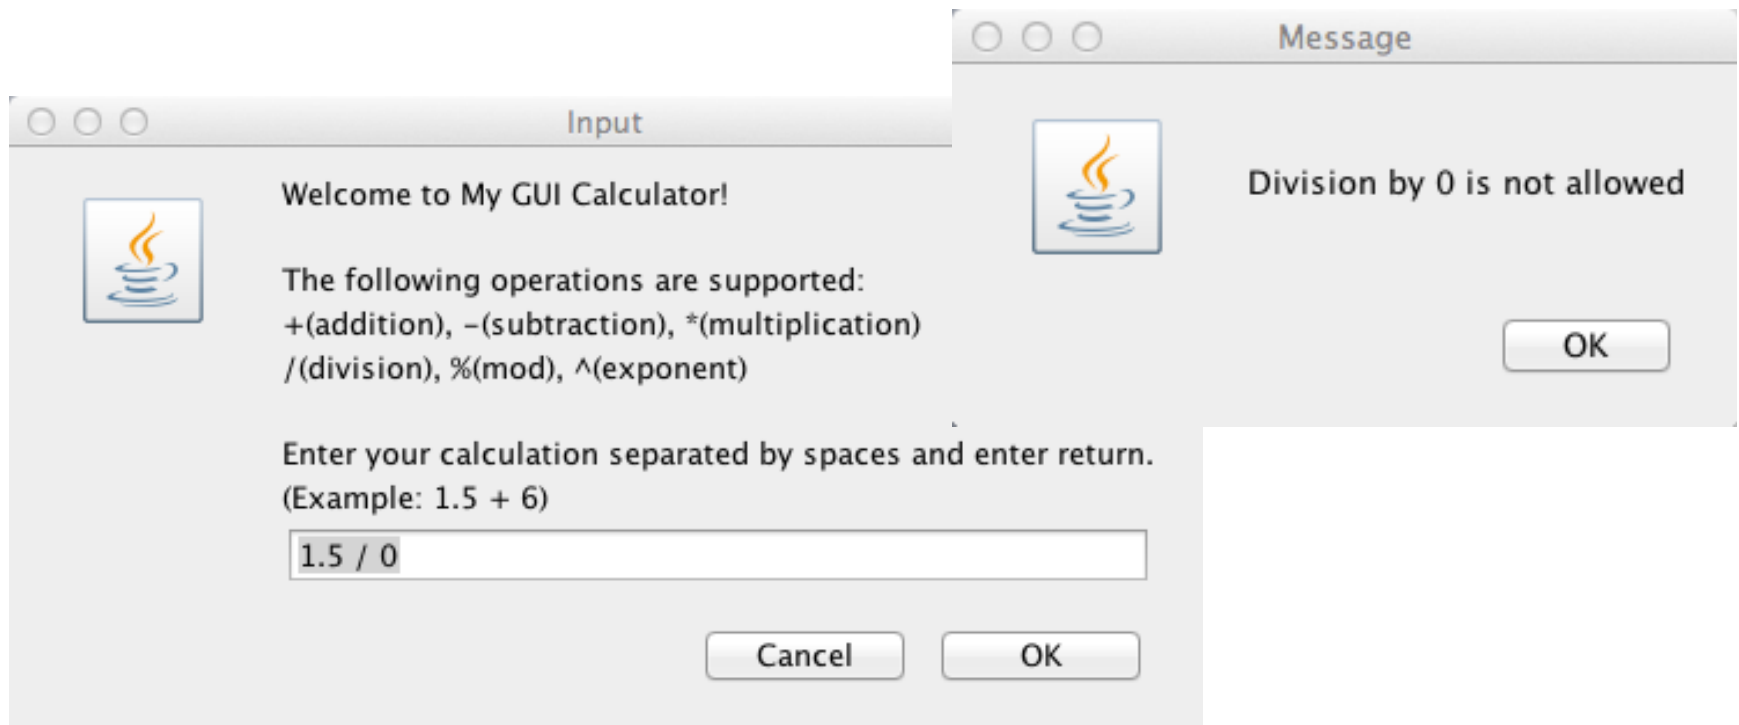 Input
Welcome to My GUI Calculator!
The following operations are supported:
+(addition), -(subtraction), *(multiplication)
/(division), %(mod), ^(exponent)
Enter your calculation separated by spaces and enter return.
(Example: 1.5 + 6)
1.5 / 0
Cancel
OK
Message
Division by 0 is not allowed
OK